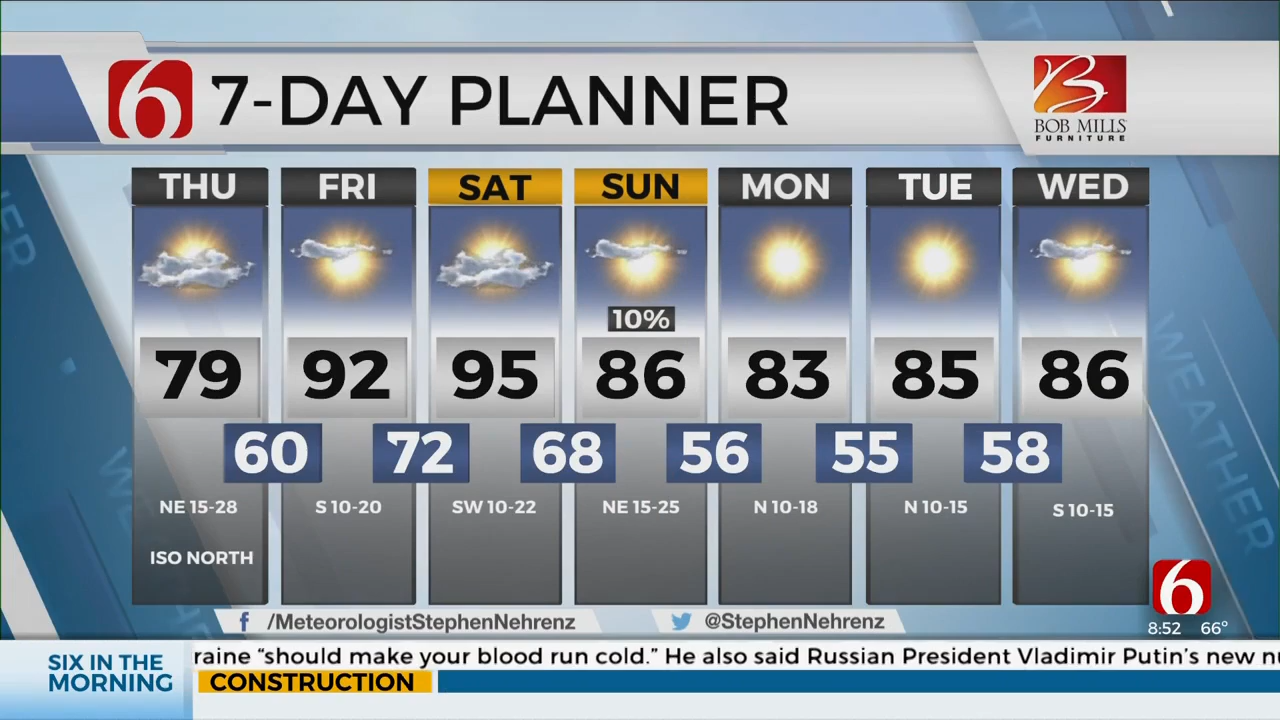 6 7-DAY PLANNER
B
BOB MILLS
FURNITURE
THU FRI SAT SUN MON TUE WED
10%
79 92 95 86 83 85 86
60 72 68 56 55 58
NE 15-28 S 10-20 SW 10-22 NE 15-25 N 10-18 N 10-15 S 10-15
ISO NORTH
WEATHER
f /MeteorologistStephenNehrenz @StephenNehrenz
6
8:52 66°
SIX IN THE
MORNING
raine “should make your blood run cold.” He also said Russian President Vladimir Putin’s new nu
CONSTRUCTION